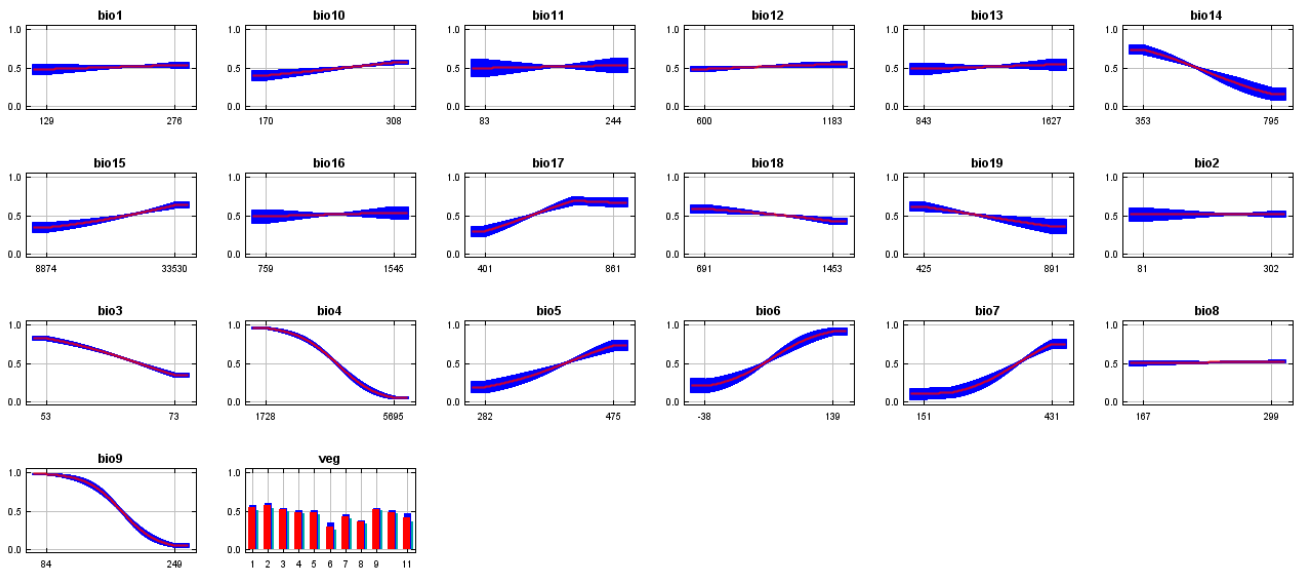 bio1 bio10 bio11 bio12 bio13 bio14
1.0 1.0 1.0 1.0 1.0 1.0
0.5 0.5 0.5 0.5 0.5 0.5
0.0 0.0 0.0 0.0 0.0 0.0
129 276 170 308 83 244 600 1183 843 1627 353 795
bio15 bio16 bio17 bio18 bio19 bio2
1.0 1.0 1.0 1.0 1.0 1.0
0.5 0.5 0.5 0.5 0.5 0.5
0.0 0.0 0.0 0.0 0.0 0.0
8874 33530 759 1545 401 861 691 1453 425 891 81 302
bio3 bio4 bio5 bio6 bio7 bio8
1.0 1.0 1.0 1.0 1.0 1.0
0.5 0.5 0.5 0.5 0.5 0.5
0.0 0.0 0.0 0.0 0.0 0.0
53 73 1728 5695 282 475 -38 139 151 431 167 299
bio9 veg
1.0 1.0
0.5 0.5
0.0 0.0
84 249 1 2 3 4 5 6 7 8 9 11